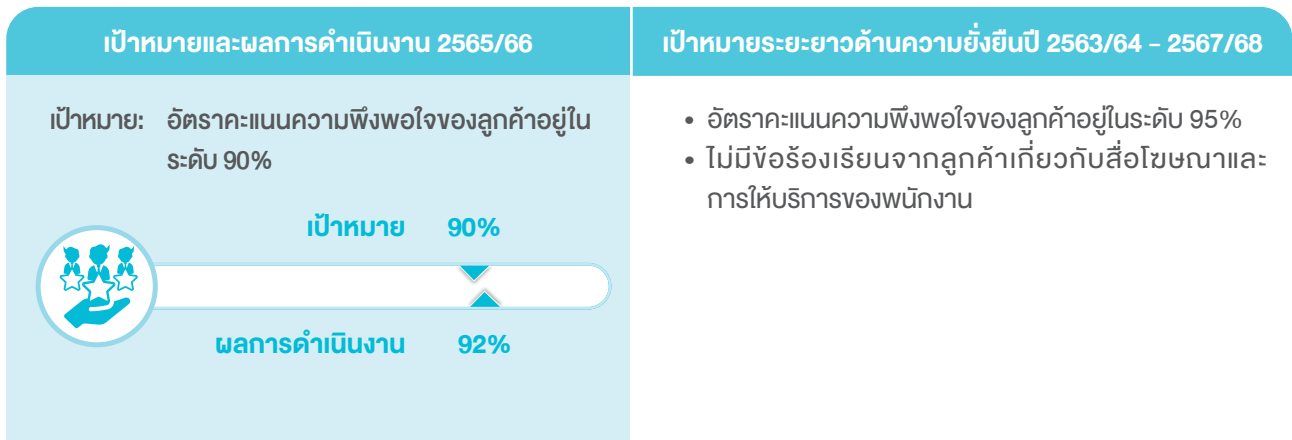 เป้าหมายและผลการดำเนินงาน 2565/66
เป้าหมาย: อัตราคะแนนความพึงพอใจของลูกค้าอยู่ใน
ระดับ 90%
เป้าหมาย 90%
ผลการดำเนินงาน 92%
เป้าหมายระยะยาวด้านความยั่งยืนปี 2563/64 - 2567/68
• อัตราคะแนนความพึงพอใจของลูกค้าอยู่ในระดับ 95%
• ไม่มีข้อร้องเรียนจากลูกค้าเกี่ยวกับสื่อโฆษณาและ
การให้บริการของพนักงาน